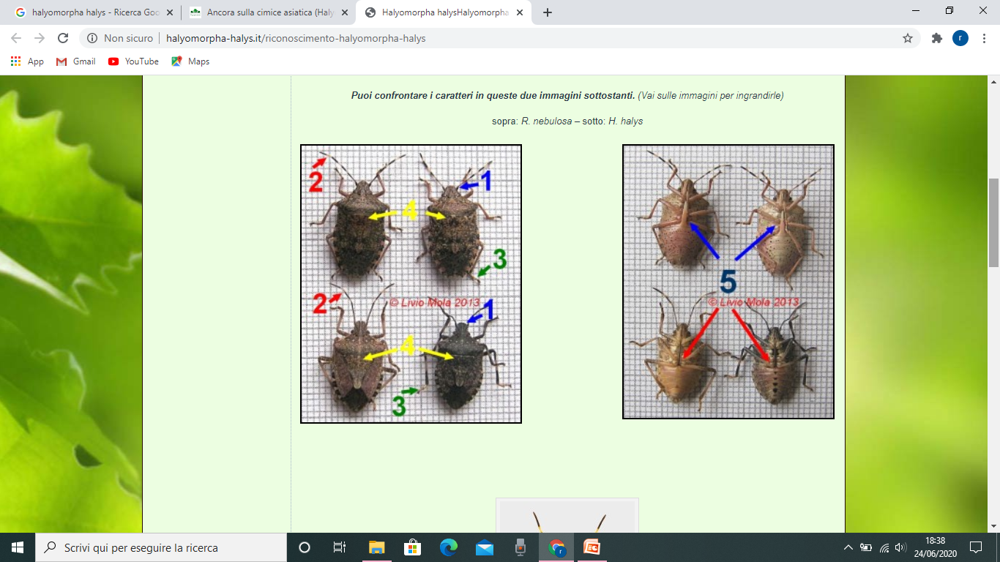 halyomorpha halys - Ricerca Goo
Ancora sulla cimice asiatica (Haly
Halyomorpha halysHalyomorpha
Non sicuro
halyomorpha-halys.it/riconoscimento-halyomorpha-halys
r
App
Gmail
YouTube
Maps
Puoi confrontare i caratteri in queste due immagini sottostanti. (Vai sulle immagini per ingrandirle)
sopra: R. nebulosa – sotto: H. halys
2
1
4
3
2
© Livio Mola 2013
1
4
3
5
© Livio Mola 2013
Scrivi qui per eseguire la ricerca
18:38
24/06/2020